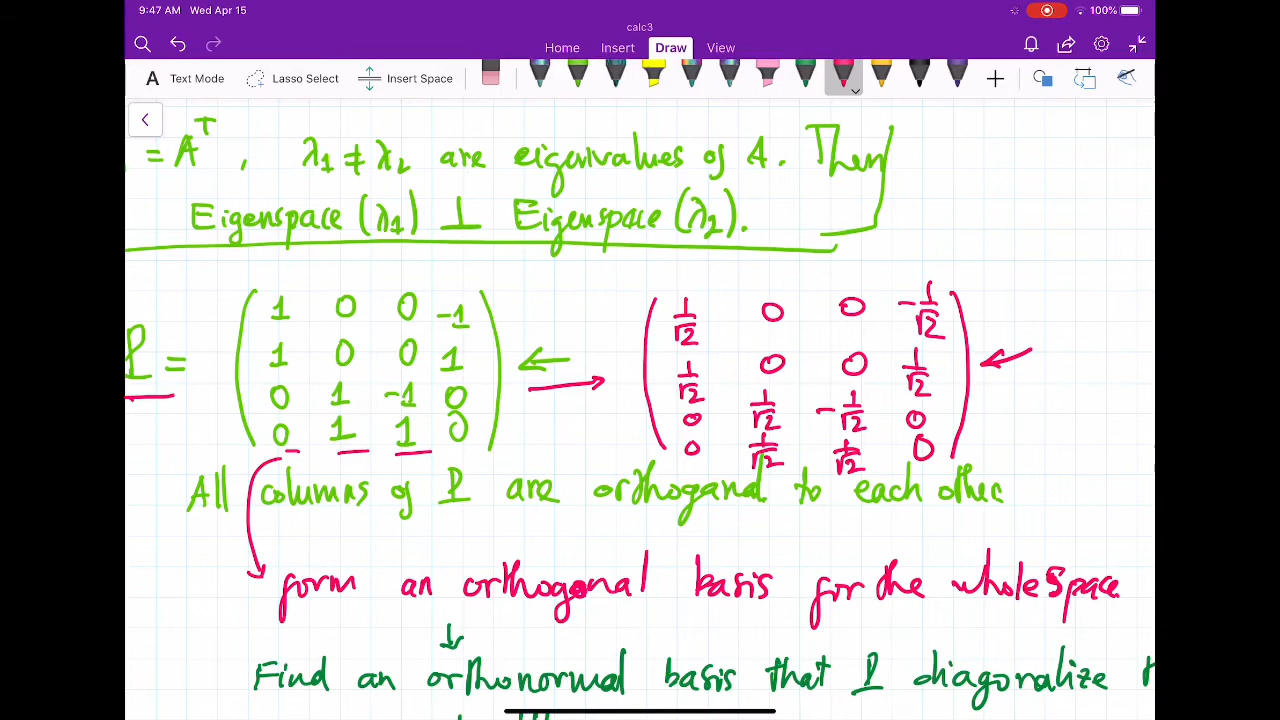 9:47 AM Wed Apr 15
100%
calc3
Home Insert Draw View
Text Mode Lasso Select Insert Space
= A^T , λ1 ≠ λ2 are eigenvalues of A. Then
Eigenspace (λ1) ⊥ Eigenspace (λ2).
P =
1 0 0 -1
1 0 0 1
0 1 -1 0
0 1 1 0
1/√2 0 0 -1/√2
1/√2 0 0 1/√2
0 1/√2 -1/√2 0
0 1/√2 1/√2 0
All columns of P are orthogonal to each other
form an orthogonal basis for the whole space
Find an orthonormal basis that P diagonalize